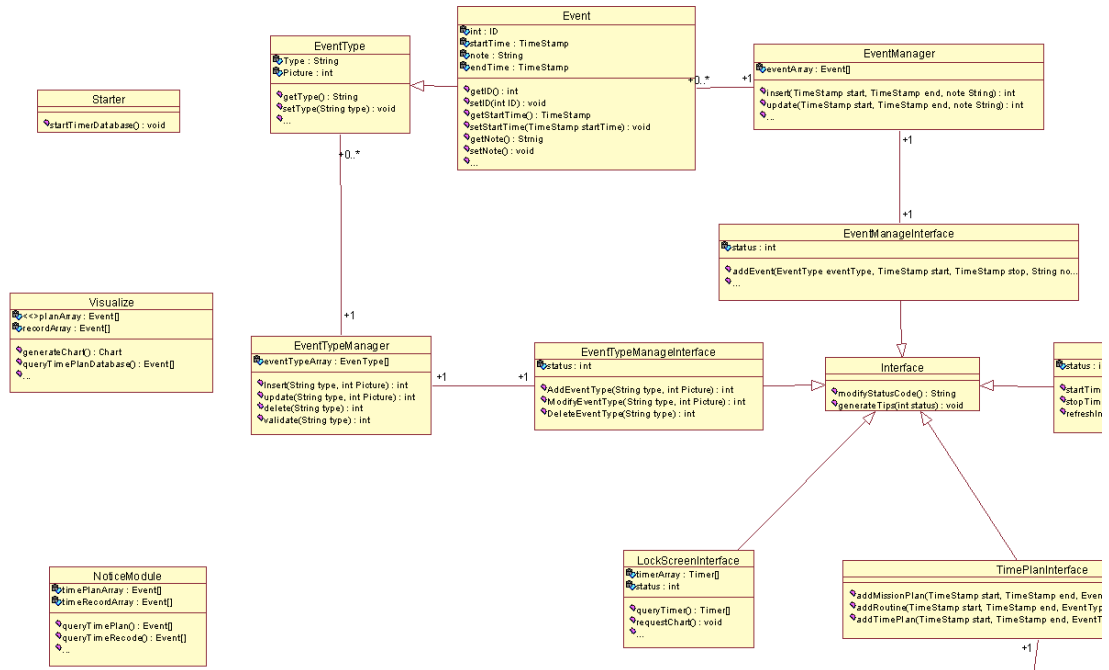 Event
int : ID
startTime : TimeStamp
note : String
endTime : TimeStamp
getID() : int
setID(int ID) : void
getStartTime() : TimeStamp
setStartTime(TimeStamp startTime) : void
getNote() : Strnig
setNote() : void
...
EventType
Type : String
Picture : int
getType() : String
setType(String type) : void
...
EventManager
eventArray : Event[]
insert(TimeStamp start, TimeStamp end, note String) : int
update(TimeStamp start, TimeStamp end, note String) : int
...
+0..*
+1
Starter
startTimerDatabase() : void
+0..*
+1
+1
+1
EventManageInterface
status : int
addEvent(EventType eventType, TimeStamp start, TimeStamp stop, String no...
...
Visualize
<<>planArray : Event[]
recordArray : Event[]
generateChart() : Chart
queryTimePlanDatabase() : Event[]
...
+1
EventTypeManager
eventTypeArray : EvenType[]
Insert(String type, int Picture) : int
update(String type, int Picture) : int
delete(String type) : int
validate(String type) : int
+1
+1
EventTypeManageInterface
status : int
AddEventType(String type, int Picture) : int
ModifyEventType(String type, int Picture) : int
DeleteEventType(String type) : int
Interface
modifyStatusCode() : String
generateTips(int status) : void
status : i
startTim
stopTim
refreshIn
NoticeModule
timePlanArray : Event[]
timeRecordArray : Event[]
queryTimePlan() : Event[]
queryTimeRecode() : Event[]
...
LockScreenInterface
timerArray : Timer[]
status : int
queryTimer() : Timer[]
requestChart() : void
...
TimePlanInterface
addMissionPlan(TimeStamp start, TimeStamp end, Even
addRoutine(TimeStamp start, TimeStamp end, EventTyp
addTimePlan(TimeStamp start, TimeStamp end, EventT
+1